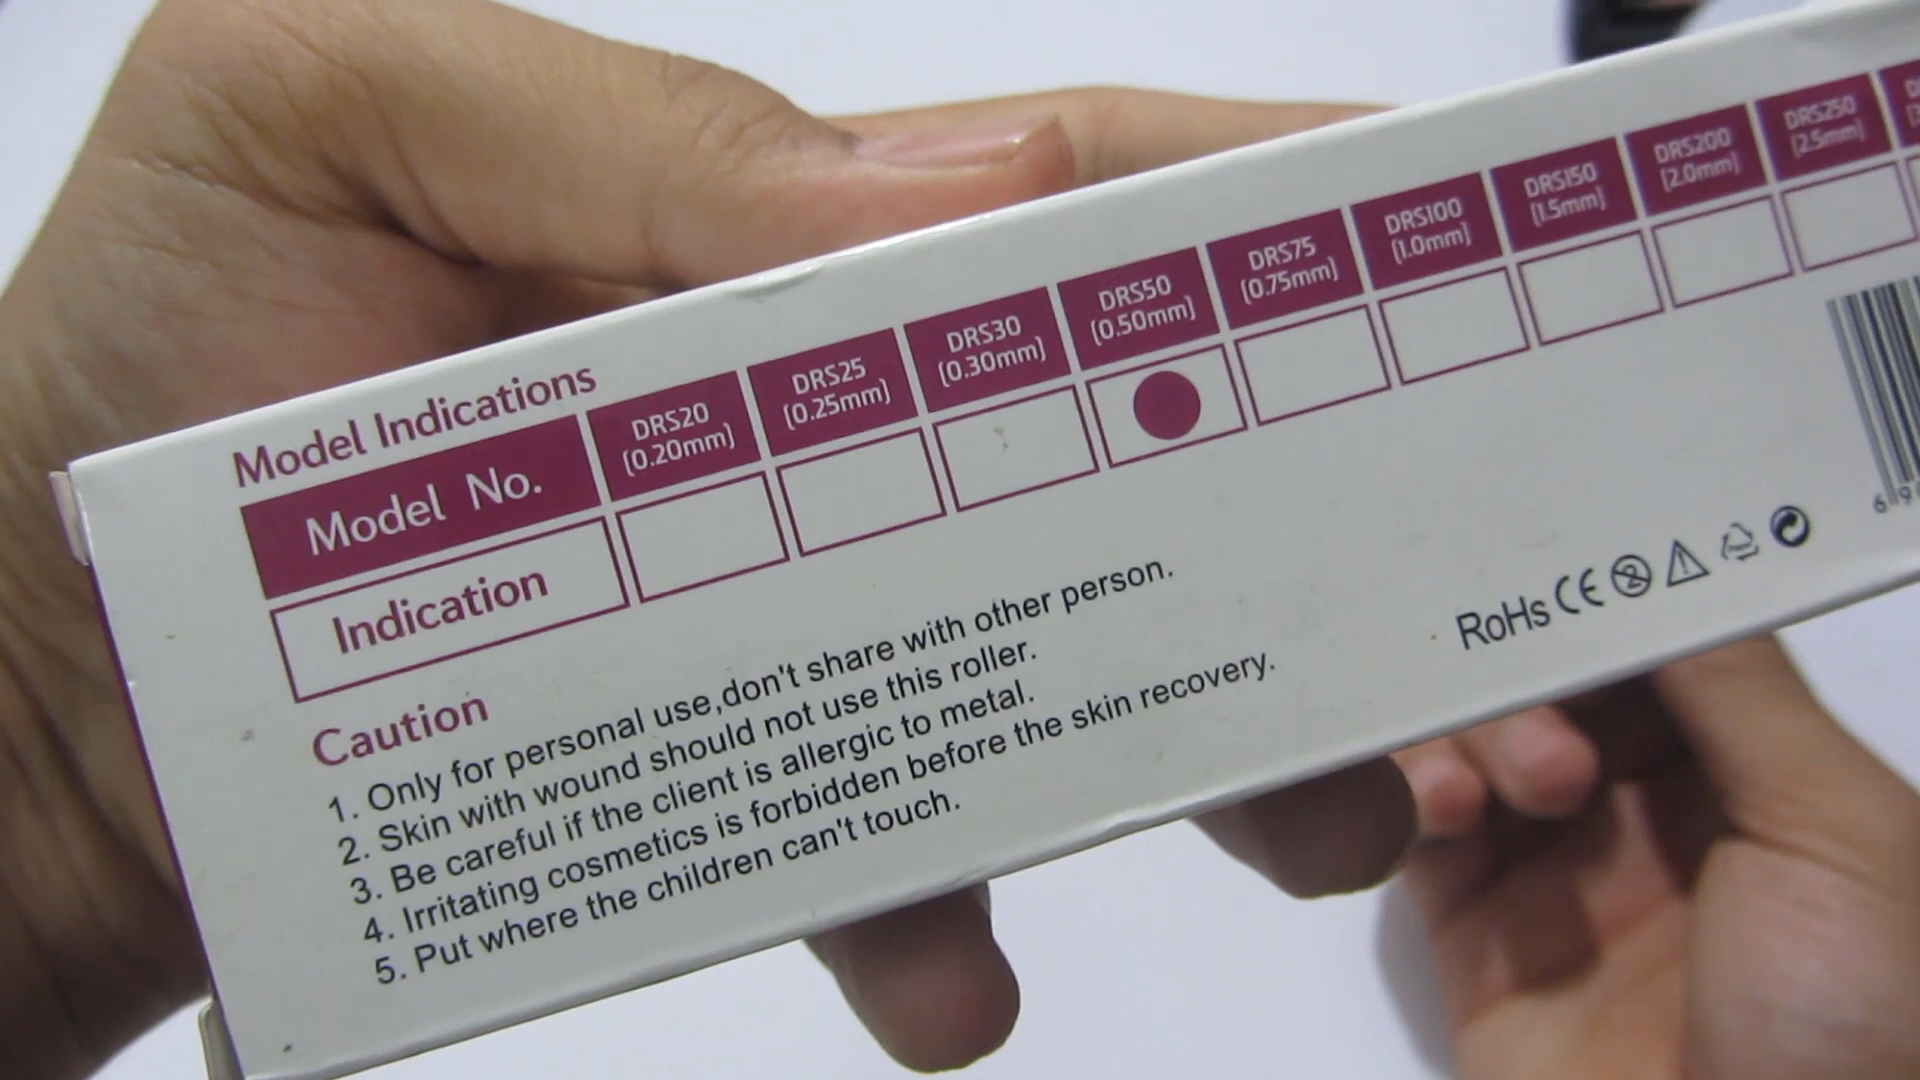 Model Indications
Model No. DRS20 (0.20mm) DRS25 (0.25mm) DRS30 (0.30mm) DRS50 (0.50mm) DRS75 (0.75mm) DRS100 (1.0mm) DRS150 (1.5mm) DRS200 (2.0mm) DRS250 (2.5mm)
Indication
Caution
1. Only for personal use,don't share with other person.
2. Skin with wound should not use this roller.
3. Be careful if the client is allergic to metal.
4. Irritating cosmetics is forbidden before the skin recovery.
5. Put where the children can't touch.
RoHs CE